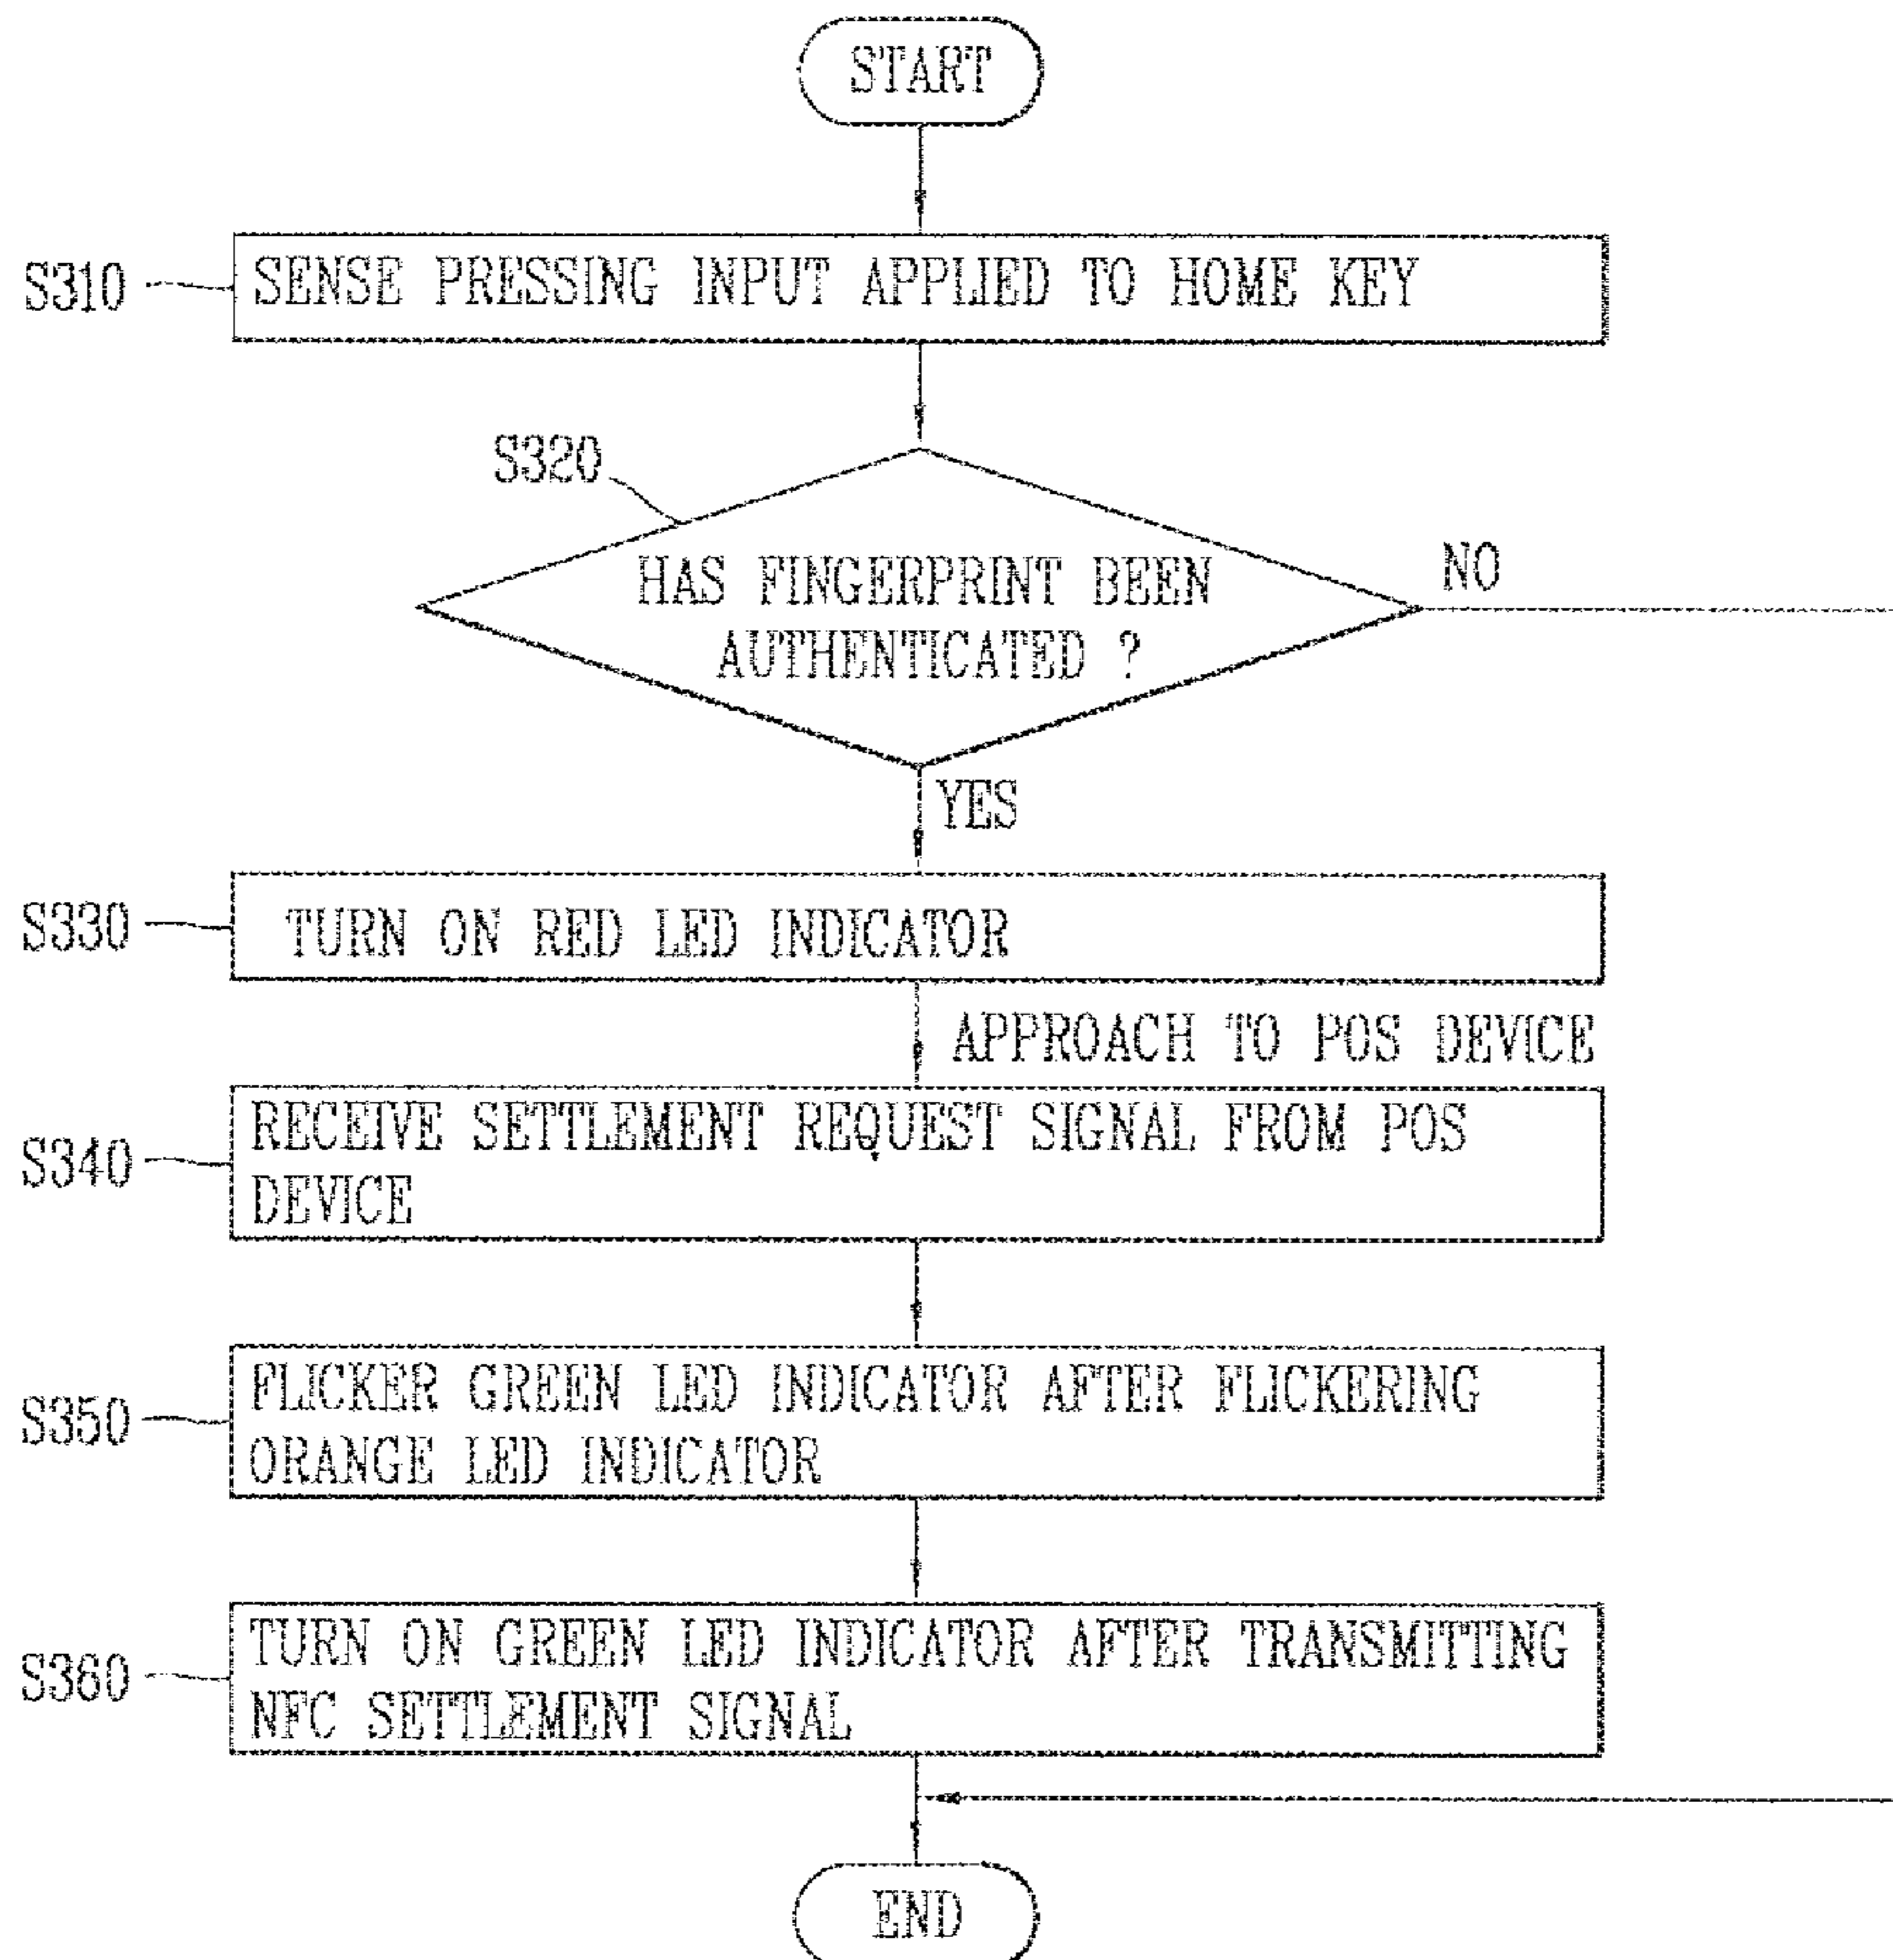 START
S310
SENSE PRESSING INPUT APPLIED TO HOME KEY
S320
HAS FINGERPRINT BEEN
AUTHENTICATED ?
NO
YES
S330
TURN ON RED LED INDICATOR
APPROACH TO POS DEVICE
S340
RECEIVE SETTLEMENT REQUEST SIGNAL FROM POS
DEVICE
S350
FLICKER GREEN LED INDICATOR AFTER FLICKERING
ORANGE LED INDICATOR
S360
TURN ON GREEN LED INDICATOR AFTER TRANSMITTING
NFC SETTLEMENT SIGNAL
END